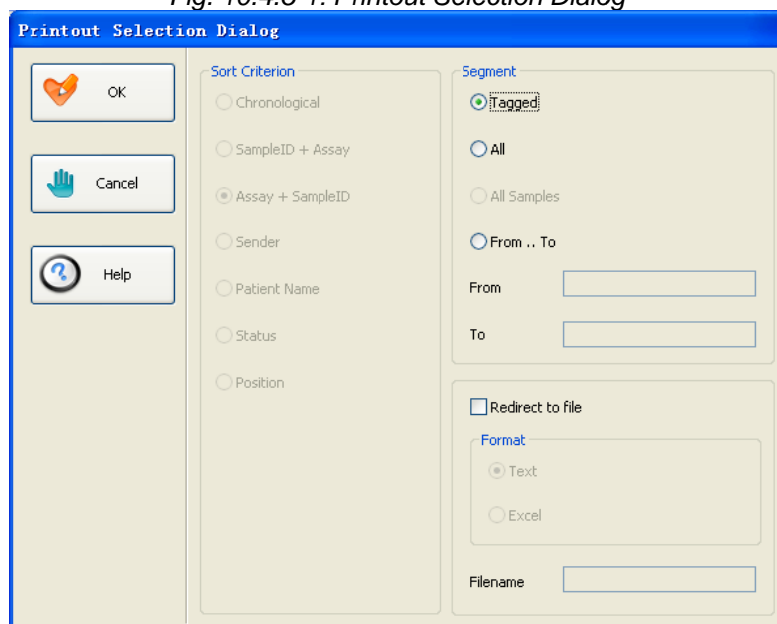 Fig. 10.4.8-1: Printout Selection Dialog
Printout Selection Dialog
OK
Cancel
Help
Sort Criterion
Chronological
SampleID + Assay
Assay + SampleID
Sender
Patient Name
Status
Position
Segment
Tagged
All
All Samples
From .. To
From
To
Redirect to file
Format
Text
Excel
Filename